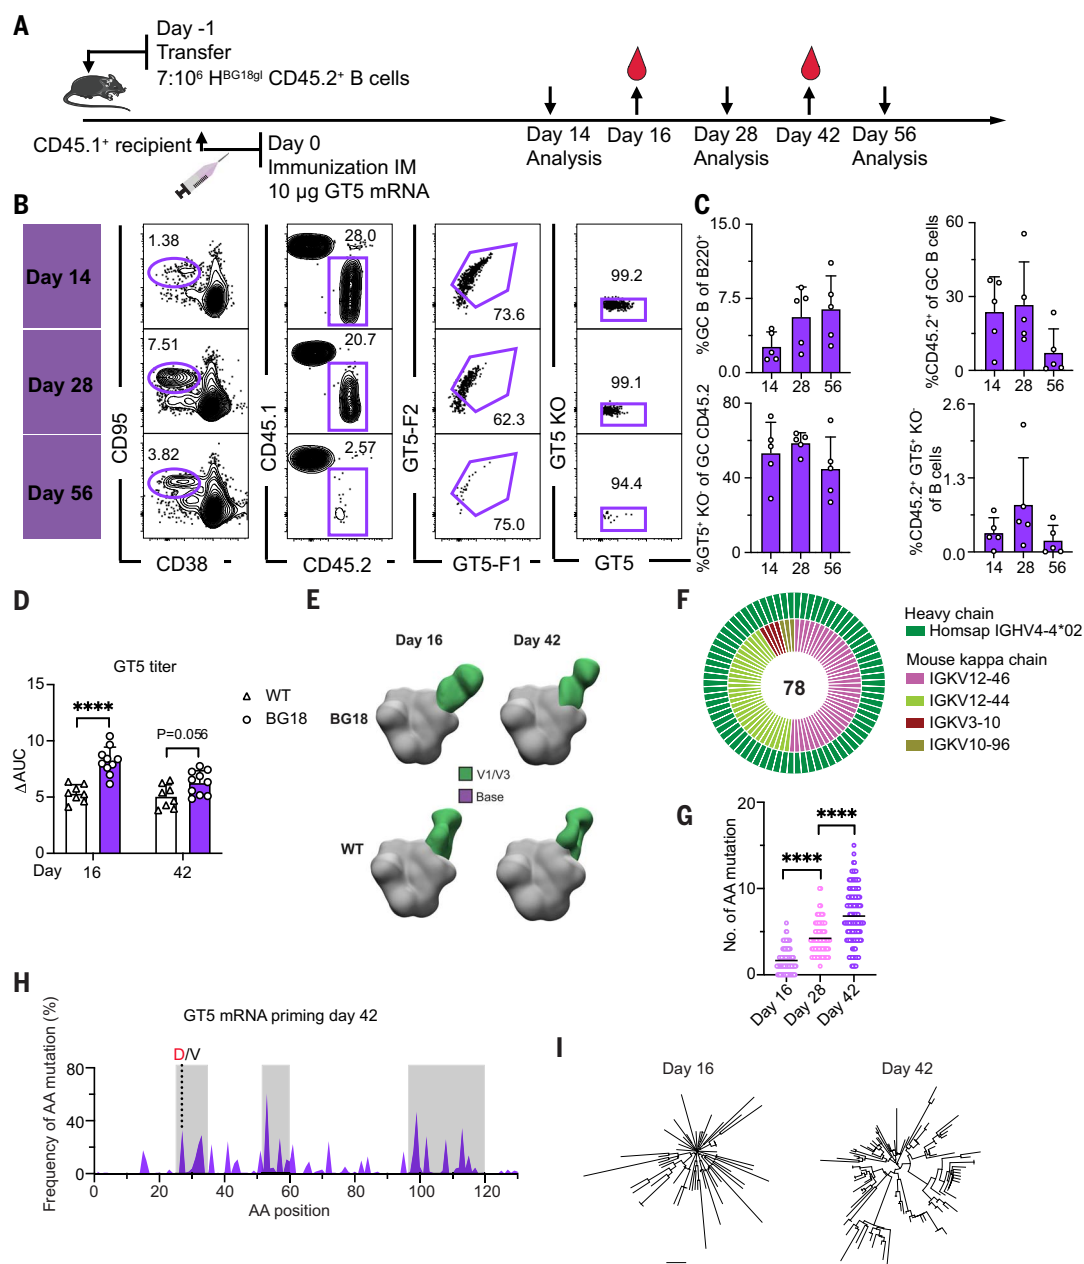 A
Day -1
Transfer
7:10⁶ Hᴮᴳ¹⁸ᵍˡ CD45.2⁺ B cells
CD45.1⁺ recipient
Day 0
Immunization IM
10 µg GT5 mRNA
Day 14
Analysis
Day 16
Day 28
Analysis
Day 42
Day 56
Analysis
B
Day 14
Day 28
Day 56
CD95
1.38
7.51
3.82
CD38
CD45.1
28.0
20.7
2.57
CD45.2
GT5-F2
73.6
62.3
75.0
GT5-F1
GT5 KO
99.2
99.1
94.4
GT5
C
%GC B of B220⁺
15.0
7.5
0.0
14 28 56
%CD45.2⁺ of GC B cells
60
30
0
14 28 56
%GT5⁺ KO⁻ of GC CD45.2
80
40
0
14 28 56
%CD45.2⁺ GT5⁺ KO⁻
of B cells
2.6
1.3
0.0
14 28 56
D
GT5 titer
ΔAUC
15
10
5
0
****
P=0.056
WT
BG18
Day 16 42
E
Day 16 Day 42
BG18
V1/V3
Base
WT
F
78
Heavy chain
Homsap IGHV4-4*02
Mouse kappa chain
IGKV12-46
IGKV12-44
IGKV3-10
IGKV10-96
G
No. of AA mutation
20
10
0
****
****
Day 16
Day 28
Day 42
H
GT5 mRNA priming day 42
Frequency of AA mutation (%)
D/V
80
40
0
0 20 40 60 80 100 120
AA position
I
Day 16
Day 42